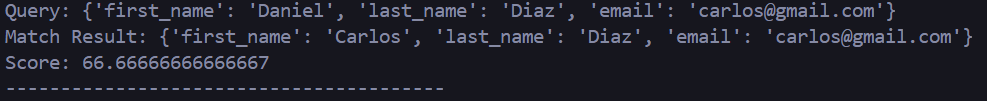 Query: {'first_name': 'Daniel', 'last_name': 'Diaz', 'email': 'carlos@gmail.com'}
Match Result: {'first_name': 'Carlos', 'last_name': 'Diaz', 'email': 'carlos@gmail.com'}
Score: 66.66666666666667
----------------------------------------